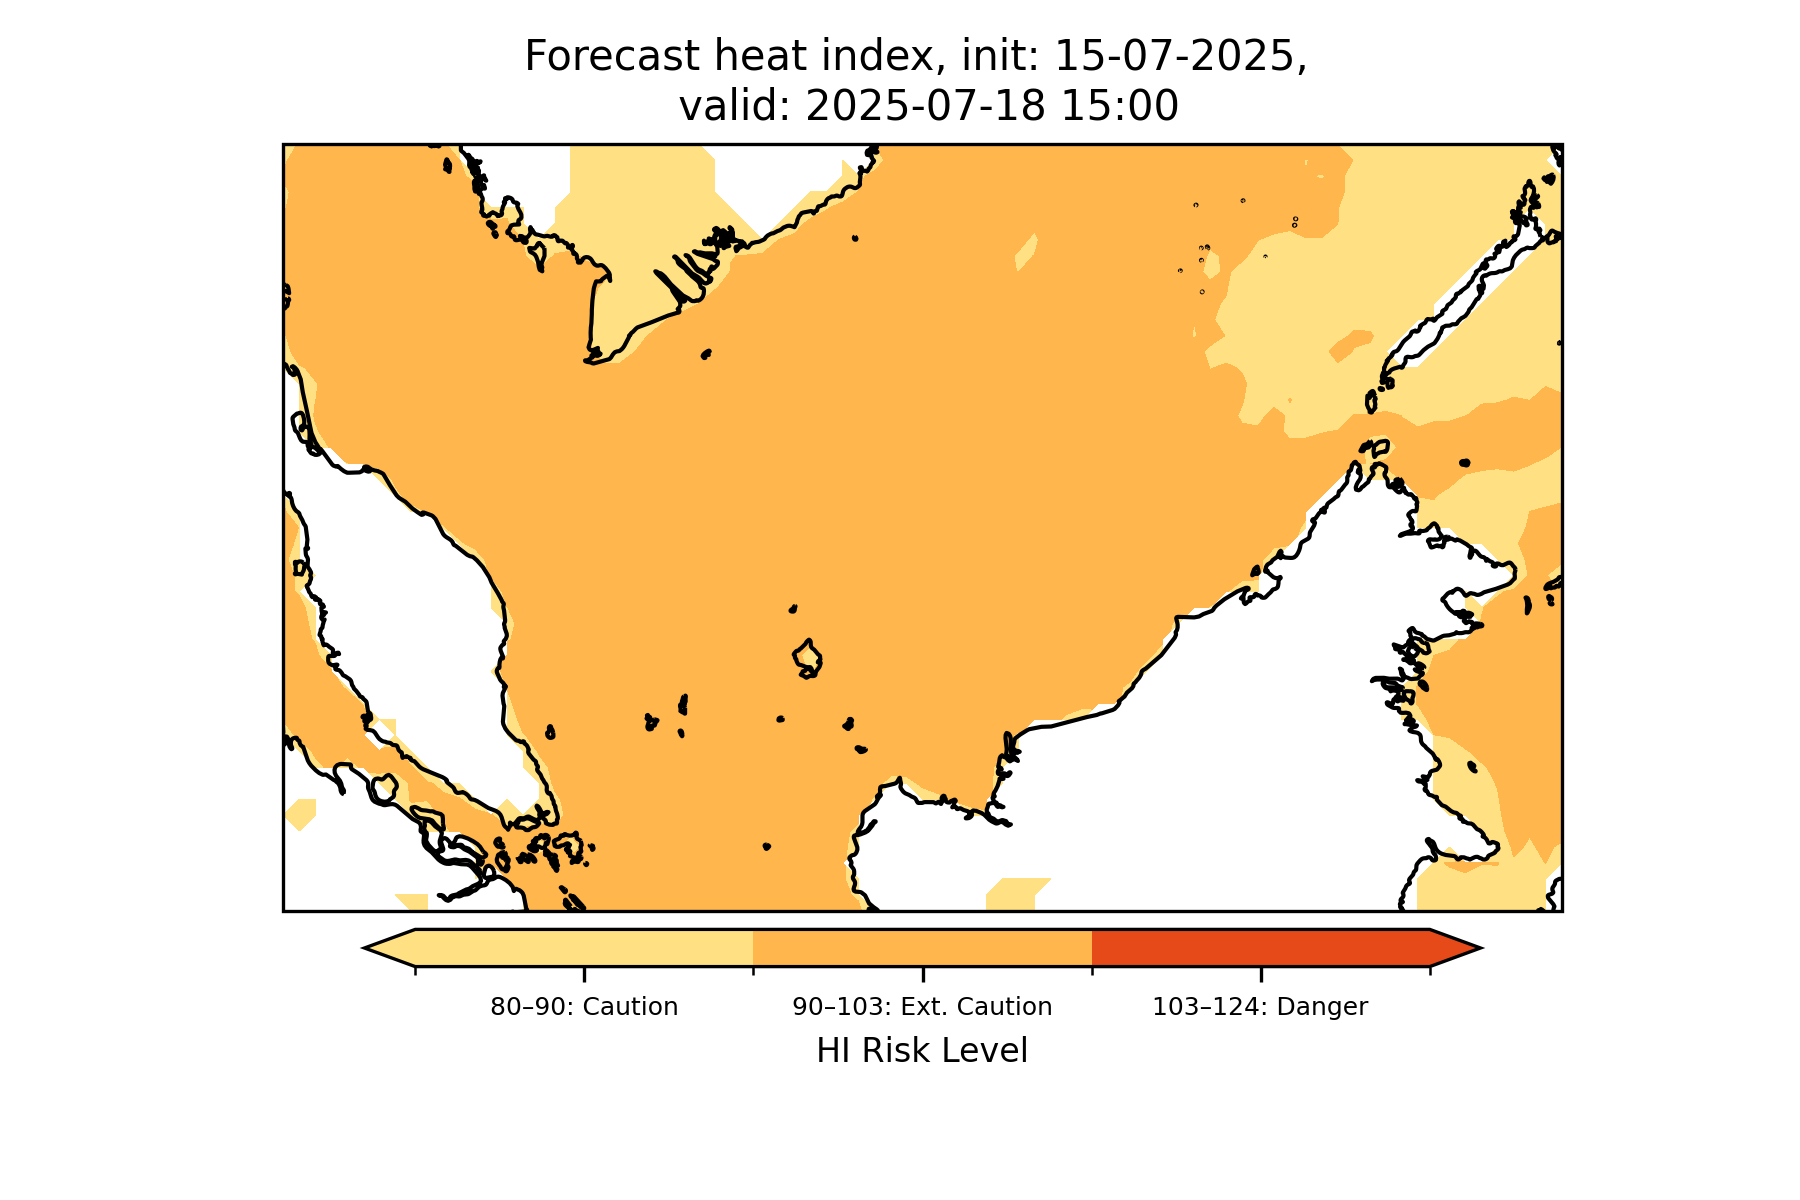 Forecast heat index, init: 15-07-2025,
valid: 2025-07-18 15:00
80–90: Caution
90–103: Ext. Caution
103–124: Danger
HI Risk Level